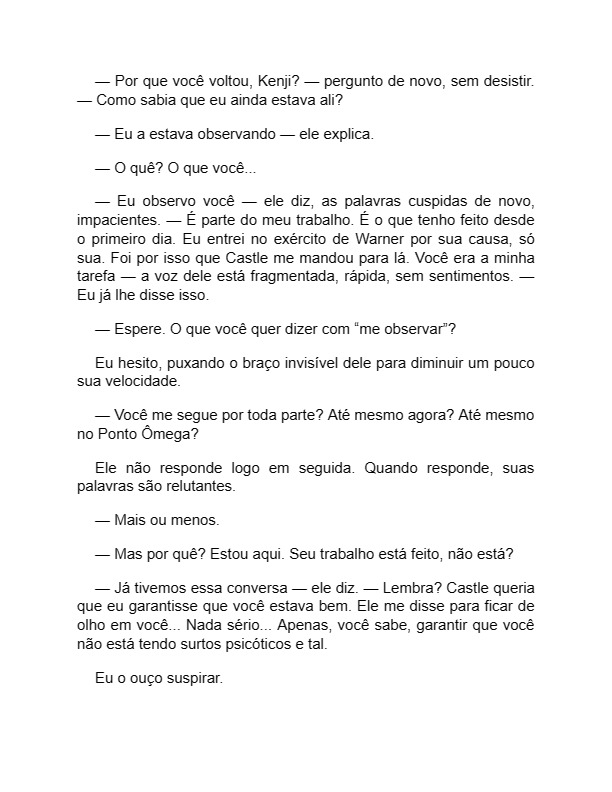 — Por que você voltou, Kenji? — pergunto de novo, sem desistir.
— Como sabia que eu ainda estava ali?
— Eu a estava observando — ele explica.
— O quê? O que você...
— Eu observo você — ele diz, as palavras cuspidas de novo,
impacientes. — É parte do meu trabalho. É o que tenho feito desde
o primeiro dia. Eu entrei no exército de Warner por sua causa, só
sua. Foi por isso que Castle me mandou para lá. Você era a minha
tarefa — a voz dele está fragmentada, rápida, sem sentimentos. —
Eu já lhe disse isso.
— Espere. O que você quer dizer com “me observar”?
Eu hesito, puxando o braço invisível dele para diminuir um pouco
sua velocidade.
— Você me segue por toda parte? Até mesmo agora? Até mesmo
no Ponto Ômega?
Ele não responde logo em seguida. Quando responde, suas
palavras são relutantes.
— Mais ou menos.
— Mas por quê? Estou aqui. Seu trabalho está feito, não está?
— Já tivemos essa conversa — ele diz. — Lembra? Castle queria
que eu garantisse que você estava bem. Ele me disse para ficar de
olho em você... Nada sério... Apenas, você sabe, garantir que você
não está tendo surtos psicóticos e tal.
Eu o ouço suspirar.